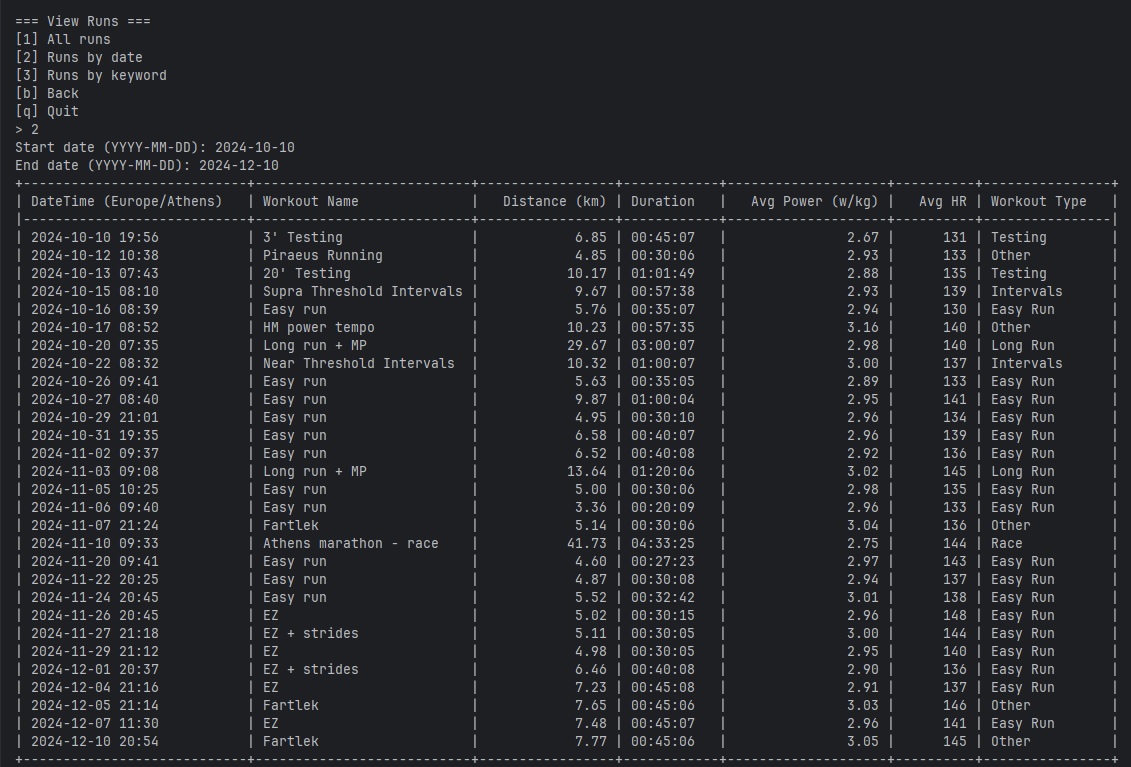 === View Runs ===
[1] All runs
[2] Runs by date
[3] Runs by keyword
[b] Back
[q] Quit
> 2
Start date (YYYY-MM-DD): 2024-10-10
End date (YYYY-MM-DD): 2024-12-10
+----------------------------+---------------------------+-----------------+------------+--------------------+----------+----------------+
| DateTime (Europe/Athens)   | Workout Name              |   Distance (km) | Duration   |   Avg Power (w/kg) |   Avg HR | Workout Type   |
|----------------------------+---------------------------+-----------------+------------+--------------------+----------+----------------|
| 2024-10-10 19:56           | 3' Testing                |            6.85 | 00:45:07   |               2.67 |      131 | Testing        |
| 2024-10-12 10:38           | Piraeus Running           |            4.85 | 00:30:06   |               2.93 |      133 | Other          |
| 2024-10-13 07:43           | 20' Testing               |           10.17 | 01:01:49   |               2.88 |      135 | Testing        |
| 2024-10-15 08:10           | Supra Threshold Intervals |            9.67 | 00:57:38   |               2.93 |      139 | Intervals      |
| 2024-10-16 08:39           | Easy run                  |            5.76 | 00:35:07   |               2.94 |      130 | Easy Run       |
| 2024-10-17 08:52           | HM power tempo            |           10.23 | 00:57:35   |               3.16 |      140 | Other          |
| 2024-10-20 07:35           | Long run + MP             |           29.67 | 03:00:07   |               2.98 |      140 | Long Run       |
| 2024-10-22 08:32           | Near Threshold Intervals  |           10.32 | 01:00:07   |               3.00 |      137 | Intervals      |
| 2024-10-26 09:41           | Easy run                  |            5.63 | 00:35:05   |               2.89 |      133 | Easy Run       |
| 2024-10-27 08:40           | Easy run                  |            9.87 | 01:00:04   |               2.95 |      141 | Easy Run       |
| 2024-10-29 21:01           | Easy run                  |            4.95 | 00:30:10   |               2.96 |      134 | Easy Run       |
| 2024-10-31 19:35           | Easy run                  |            6.58 | 00:40:07   |               2.96 |      139 | Easy Run       |
| 2024-11-02 09:37           | Easy run                  |            6.52 | 00:40:08   |               2.92 |      136 | Easy Run       |
| 2024-11-03 09:08           | Long run + MP             |           13.64 | 01:20:06   |               3.02 |      145 | Long Run       |
| 2024-11-05 10:25           | Easy run                  |            5.00 | 00:30:06   |               2.98 |      135 | Easy Run       |
| 2024-11-06 09:40           | Easy run                  |            3.36 | 00:20:09   |               2.96 |      133 | Easy Run       |
| 2024-11-07 21:24           | Fartlek                   |            5.14 | 00:30:06   |               3.04 |      136 | Other          |
| 2024-11-10 09:33           | Athens marathon - race    |           41.73 | 04:33:25   |               2.75 |      144 | Race           |
| 2024-11-20 09:41           | Easy run                  |            4.60 | 00:27:23   |               2.97 |      143 | Easy Run       |
| 2024-11-22 20:25           | Easy run                  |            4.87 | 00:30:08   |               2.94 |      137 | Easy Run       |
| 2024-11-24 20:45           | Easy run                  |            5.52 | 00:32:42   |               3.01 |      138 | Easy Run       |
| 2024-11-26 20:45           | EZ                        |            5.02 | 00:30:15   |               2.96 |      148 | Easy Run       |
| 2024-11-27 21:18           | EZ + strides              |            5.11 | 00:30:05   |               3.00 |      144 | Easy Run       |
| 2024-11-29 21:12           | EZ                        |            4.98 | 00:30:05   |               2.95 |      140 | Easy Run       |
| 2024-12-01 20:37           | EZ + strides              |            6.46 | 00:40:08   |               2.90 |      136 | Easy Run       |
| 2024-12-04 21:16           | EZ                        |            7.23 | 00:45:08   |               2.91 |      137 | Easy Run       |
| 2024-12-05 21:14           | Fartlek                   |            7.65 | 00:45:06   |               3.03 |      146 | Other          |
| 2024-12-07 11:30           | EZ                        |            7.48 | 00:45:07   |               2.96 |      141 | Easy Run       |
| 2024-12-10 20:54           | Fartlek                   |            7.77 | 00:45:06   |               3.05 |      145 | Other          |
+----------------------------+---------------------------+-----------------+------------+--------------------+----------+----------------+